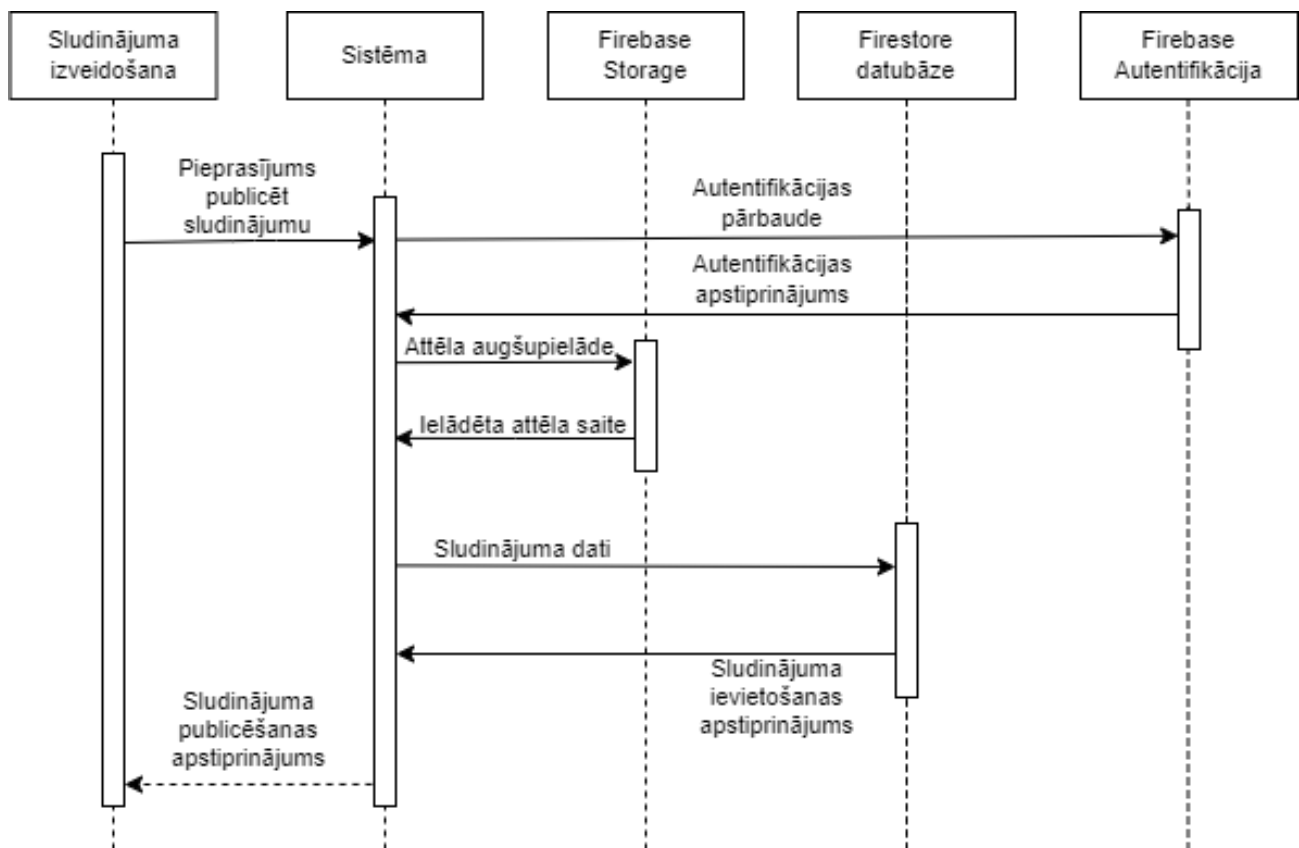 Sludinājuma
izveidošana
Sistēma
Firebase
Storage
Firestore
datubāze
Firebase
Autentifikācija
Pieprasījums
publicēt
sludinājumu
Autentifikācijas
pārbaude
Autentifikācijas
apstiprinājums
Attēla augšupielāde
Ielādēta attēla saite
Sludinājuma dati
Sludinājuma
ievietošanas
apstiprinājums
Sludinājuma
publicēšanas
apstiprinājums